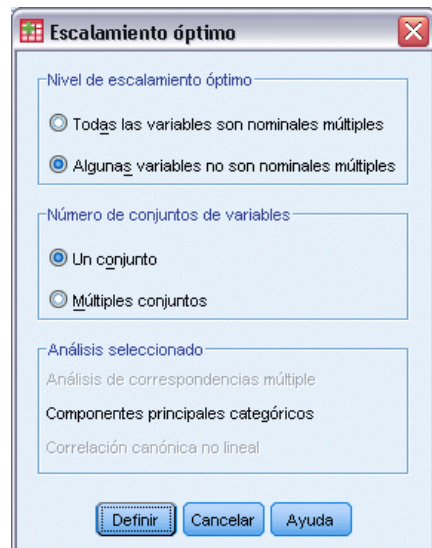 Escalamiento óptimo
Nivel de escalamiento óptimo
Todas las variables son nominales múltiples
Algunas variables no son nominales múltiples
Número de conjuntos de variables
Un conjunto
Múltiples conjuntos
Análisis seleccionado
Análisis de correspondencias múltiple
Componentes principales categóricos
Correlación canónica no lineal
Definir Cancelar Ayuda